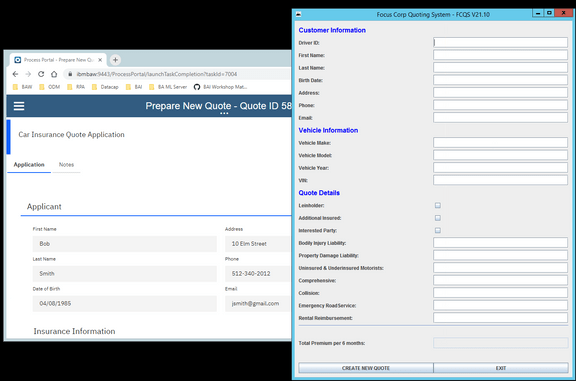 Process Portal - Prepare New Q
ibmbaw:9443/ProcessPortal/launchTaskCompletion?taskId=7004
BAW ODM RPA Datacap BAI BA ML Server BAI Workshop Mat...
Prepare New Quote - Quote ID 58
Car Insurance Quote Application
Application Notes
Applicant
First Name Address
Bob 10 Elm Street
Last Name Phone
Smith 512-340-2012
Date of Birth Email
04/08/1985 jsmith@gmail.com
Insurance Information
Focus Corp Quoting System - FCQS V21.10
Customer Information
Driver ID:
First Name:
Last Name:
Birth Date:
Address:
Phone:
Email:
Vehicle Information
Vehicle Make:
Vehicle Model:
Vehicle Year:
VIN:
Quote Details
Loinholder:
Additional Insured:
Interested Party:
Bodily Injury Liability:
Property Damage Liability:
Uninsured & Underinsured Motorists:
Comprehensive:
Collision:
Emergency RoadService:
Rental Reimbursement:
Total Premium per 6 months:
CREATE NEW QUOTE EXIT